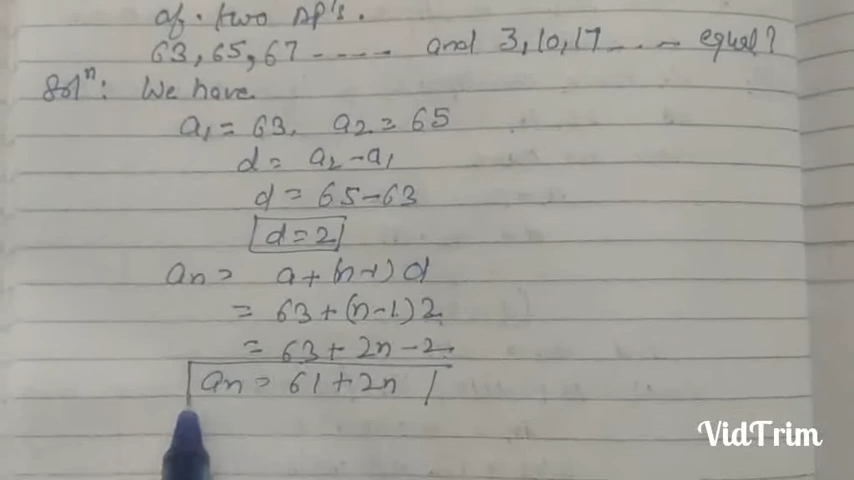 of. two AP's.
63, 65, 67 ----- and 3, 10, 17 ---- equal?
Solⁿ: We have
a₁ = 63, a₂ = 65
d = a₂ - a₁
d = 65 - 63
d = 2
an = a + (n-1) d
= 63 + (n-1) 2
= 63 + 2n - 2
an = 61 + 2n
VidTrim